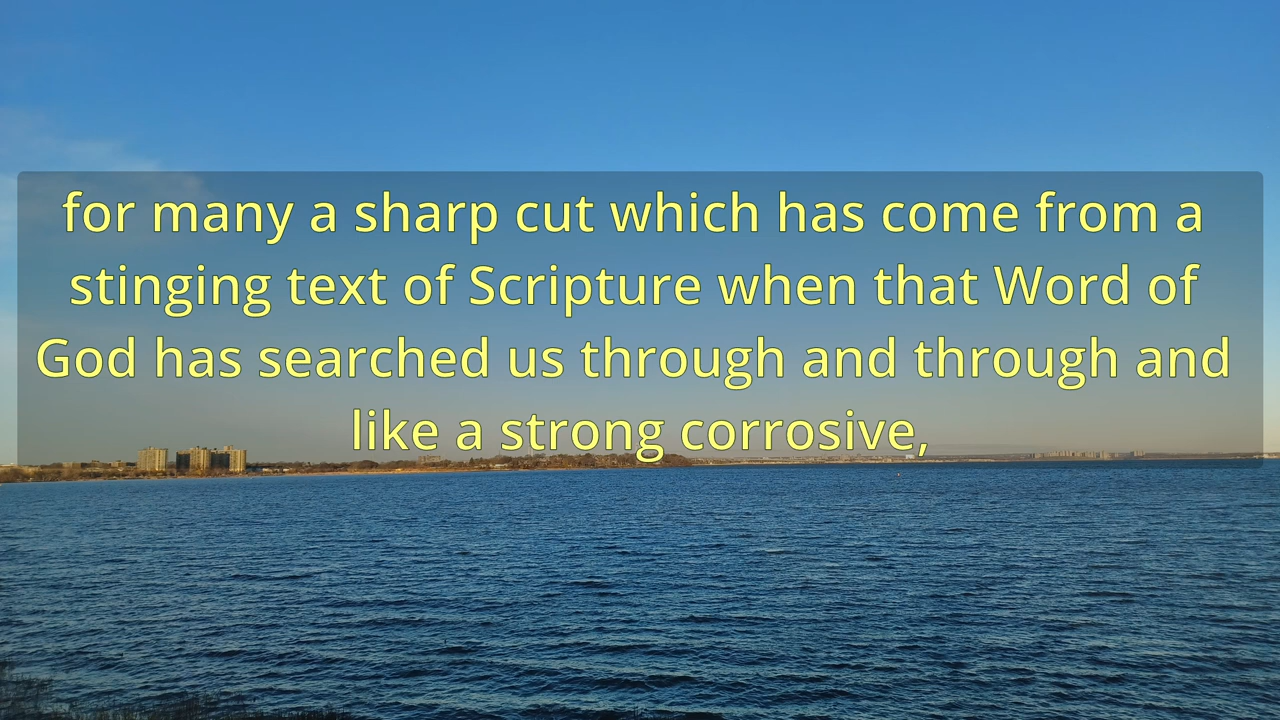 for many a sharp cut which has come from a
stinging text of Scripture when that Word of
God has searched us through and through and
like a strong corrosive,